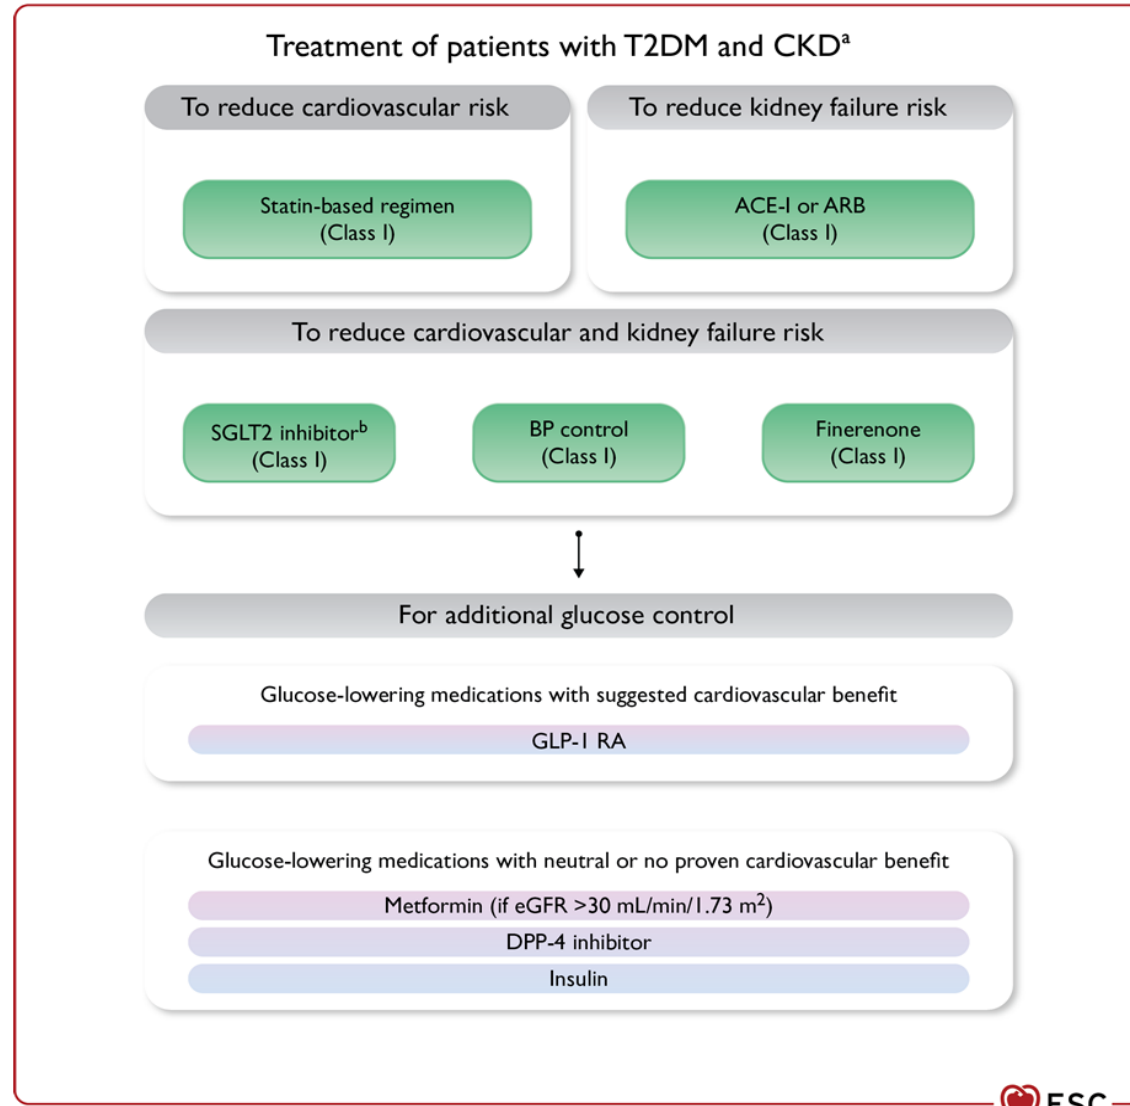 Treatment of patients with T2DM and CKDᵃ
To reduce cardiovascular risk
Statin-based regimen
(Class I)
To reduce kidney failure risk
ACE-I or ARB
(Class I)
To reduce cardiovascular and kidney failure risk
SGLT2 inhibitorᵇ
(Class I)
BP control
(Class I)
Finerenone
(Class I)
For additional glucose control
Glucose-lowering medications with suggested cardiovascular benefit
GLP-1 RA
Glucose-lowering medications with neutral or no proven cardiovascular benefit
Metformin (if eGFR >30 mL/min/1.73 m²)
DPP-4 inhibitor
Insulin
ESC